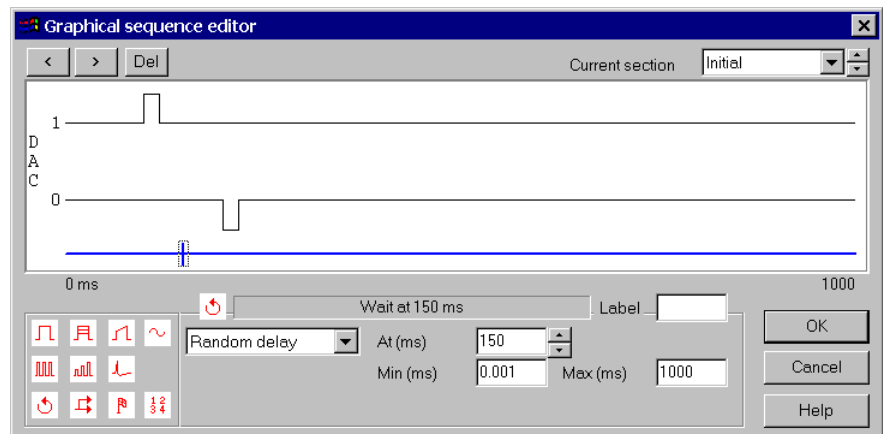 Graphical sequence editor
< > Del Current section Initial
1
D
A
C
0
0 ms 1000
Wait at 150 ms Label
Random delay At (ms) 150
Min (ms) 0.001 Max (ms) 1000
1 2
3 4
OK
Cancel
Help